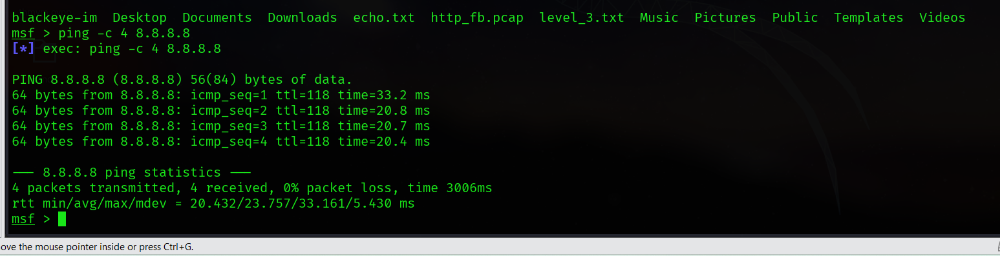 blackeye-im  Desktop  Documents  Downloads  echo.txt  http_fb.pcap  level_3.txt  Music  Pictures  Public  Templates  Videos
msf > ping -c 4 8.8.8.8
[*] exec: ping -c 4 8.8.8.8
PING 8.8.8.8 (8.8.8.8) 56(84) bytes of data.
64 bytes from 8.8.8.8: icmp_seq=1 ttl=118 time=33.2 ms
64 bytes from 8.8.8.8: icmp_seq=2 ttl=118 time=20.8 ms
64 bytes from 8.8.8.8: icmp_seq=3 ttl=118 time=20.7 ms
64 bytes from 8.8.8.8: icmp_seq=4 ttl=118 time=20.4 ms
--- 8.8.8.8 ping statistics ---
4 packets transmitted, 4 received, 0% packet loss, time 3006ms
rtt min/avg/max/mdev = 20.432/23.757/33.161/5.430 ms
msf >
ove the mouse pointer inside or press Ctrl+G.